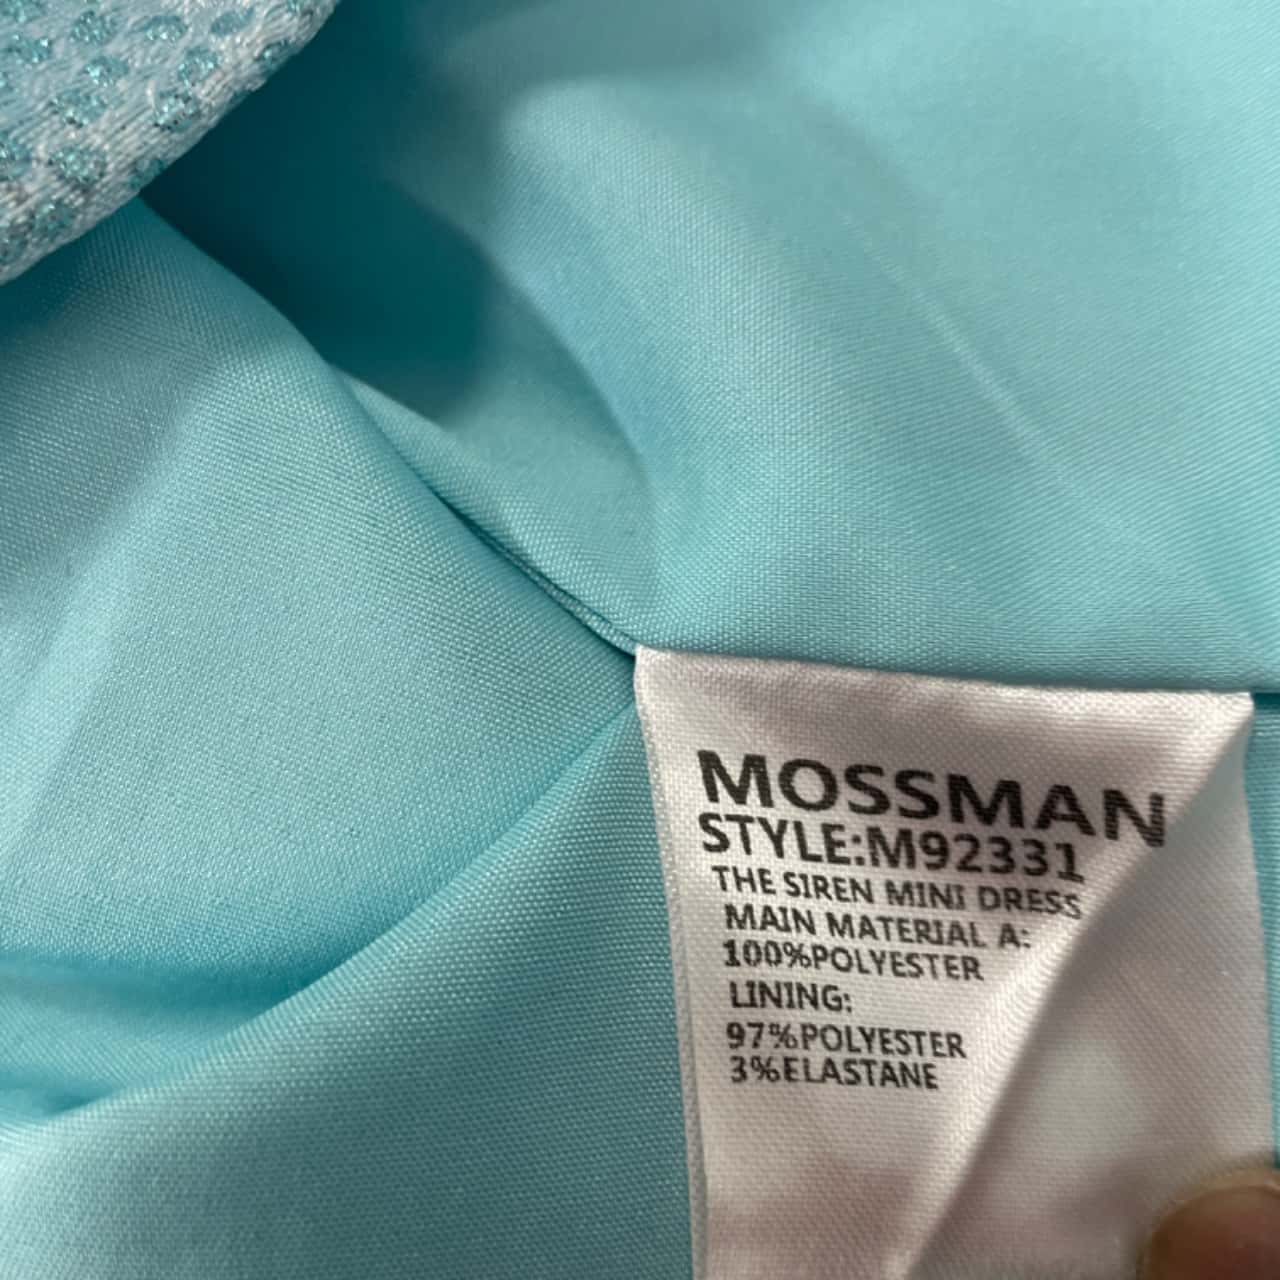 MOSSMAN
STYLE:M92331
THE SIREN MINI DRESS
MAIN MATERIAL A:
100%POLYESTER
LINING:
97%POLYESTER
3%ELASTANE